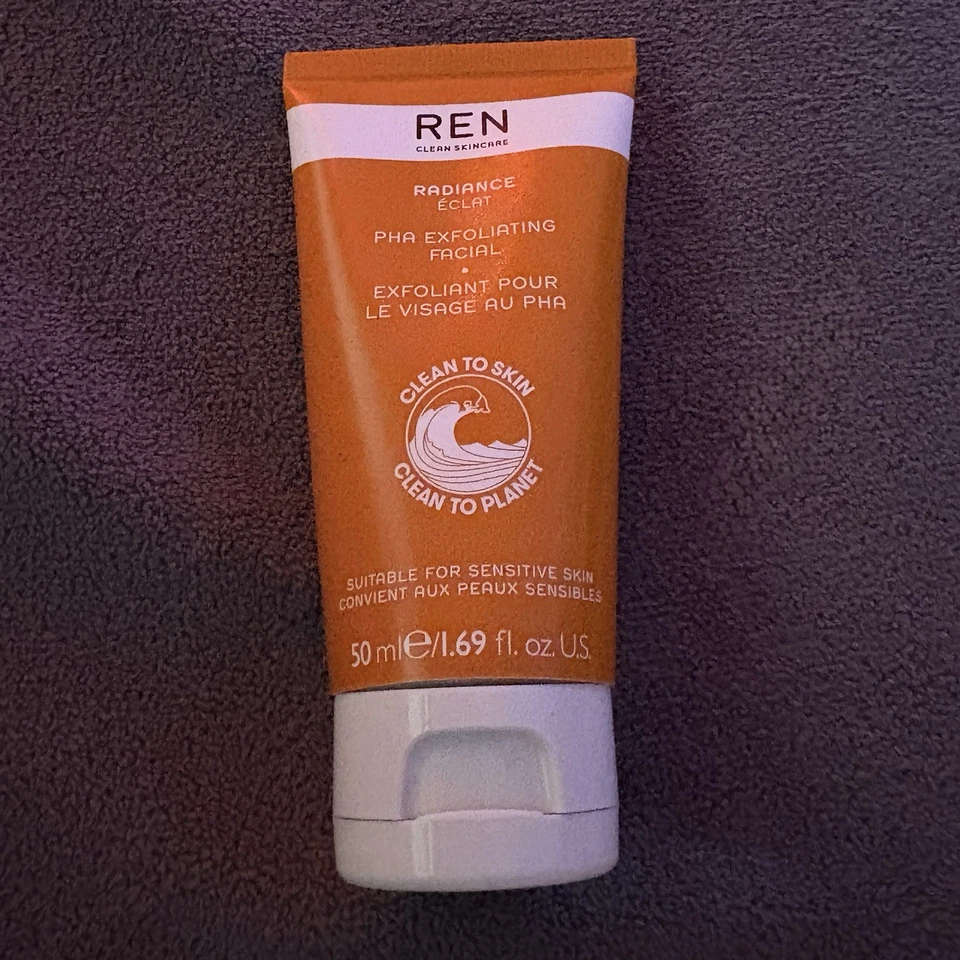 REN
CLEAN SKINCARE
RADIANCE
ÉCLAT
PHA EXFOLIATING
FACIAL
•
EXFOLIANT POUR
LE VISAGE AU PHA
CLEAN TO SKIN
CLEAN TO PLANET
SUITABLE FOR SENSITIVE SKIN
CONVIENT AUX PEAUX SENSIBLES
50 ml℮/1.69 fl. oz. U.S.